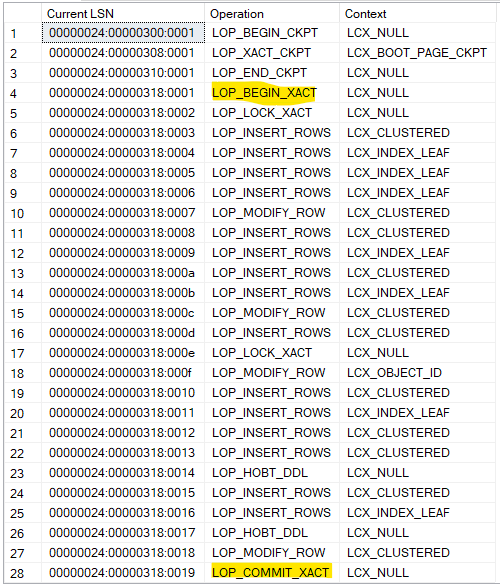 Current LSN Operation Context
1 00000024:00000300:0001 LOP_BEGIN_CKPT LCX_NULL
2 00000024:00000308:0001 LOP_XACT_CKPT LCX_BOOT_PAGE_CKPT
3 00000024:00000310:0001 LOP_END_CKPT LCX_NULL
4 00000024:00000318:0001 LOP_BEGIN_XACT LCX_NULL
5 00000024:00000318:0002 LOP_LOCK_XACT LCX_NULL
6 00000024:00000318:0003 LOP_INSERT_ROWS LCX_CLUSTERED
7 00000024:00000318:0004 LOP_INSERT_ROWS LCX_INDEX_LEAF
8 00000024:00000318:0005 LOP_INSERT_ROWS LCX_INDEX_LEAF
9 00000024:00000318:0006 LOP_INSERT_ROWS LCX_INDEX_LEAF
10 00000024:00000318:0007 LOP_MODIFY_ROW LCX_CLUSTERED
11 00000024:00000318:0008 LOP_INSERT_ROWS LCX_CLUSTERED
12 00000024:00000318:0009 LOP_INSERT_ROWS LCX_INDEX_LEAF
13 00000024:00000318:000a LOP_INSERT_ROWS LCX_CLUSTERED
14 00000024:00000318:000b LOP_INSERT_ROWS LCX_INDEX_LEAF
15 00000024:00000318:000c LOP_MODIFY_ROW LCX_CLUSTERED
16 00000024:00000318:000d LOP_INSERT_ROWS LCX_CLUSTERED
17 00000024:00000318:000e LOP_LOCK_XACT LCX_NULL
18 00000024:00000318:000f LOP_MODIFY_ROW LCX_OBJECT_ID
19 00000024:00000318:0010 LOP_INSERT_ROWS LCX_CLUSTERED
20 00000024:00000318:0011 LOP_INSERT_ROWS LCX_INDEX_LEAF
21 00000024:00000318:0012 LOP_INSERT_ROWS LCX_CLUSTERED
22 00000024:00000318:0013 LOP_INSERT_ROWS LCX_CLUSTERED
23 00000024:00000318:0014 LOP_HOBT_DDL LCX_NULL
24 00000024:00000318:0015 LOP_INSERT_ROWS LCX_CLUSTERED
25 00000024:00000318:0016 LOP_INSERT_ROWS LCX_INDEX_LEAF
26 00000024:00000318:0017 LOP_HOBT_DDL LCX_NULL
27 00000024:00000318:0018 LOP_MODIFY_ROW LCX_CLUSTERED
28 00000024:00000318:0019 LOP_COMMIT_XACT LCX_NULL